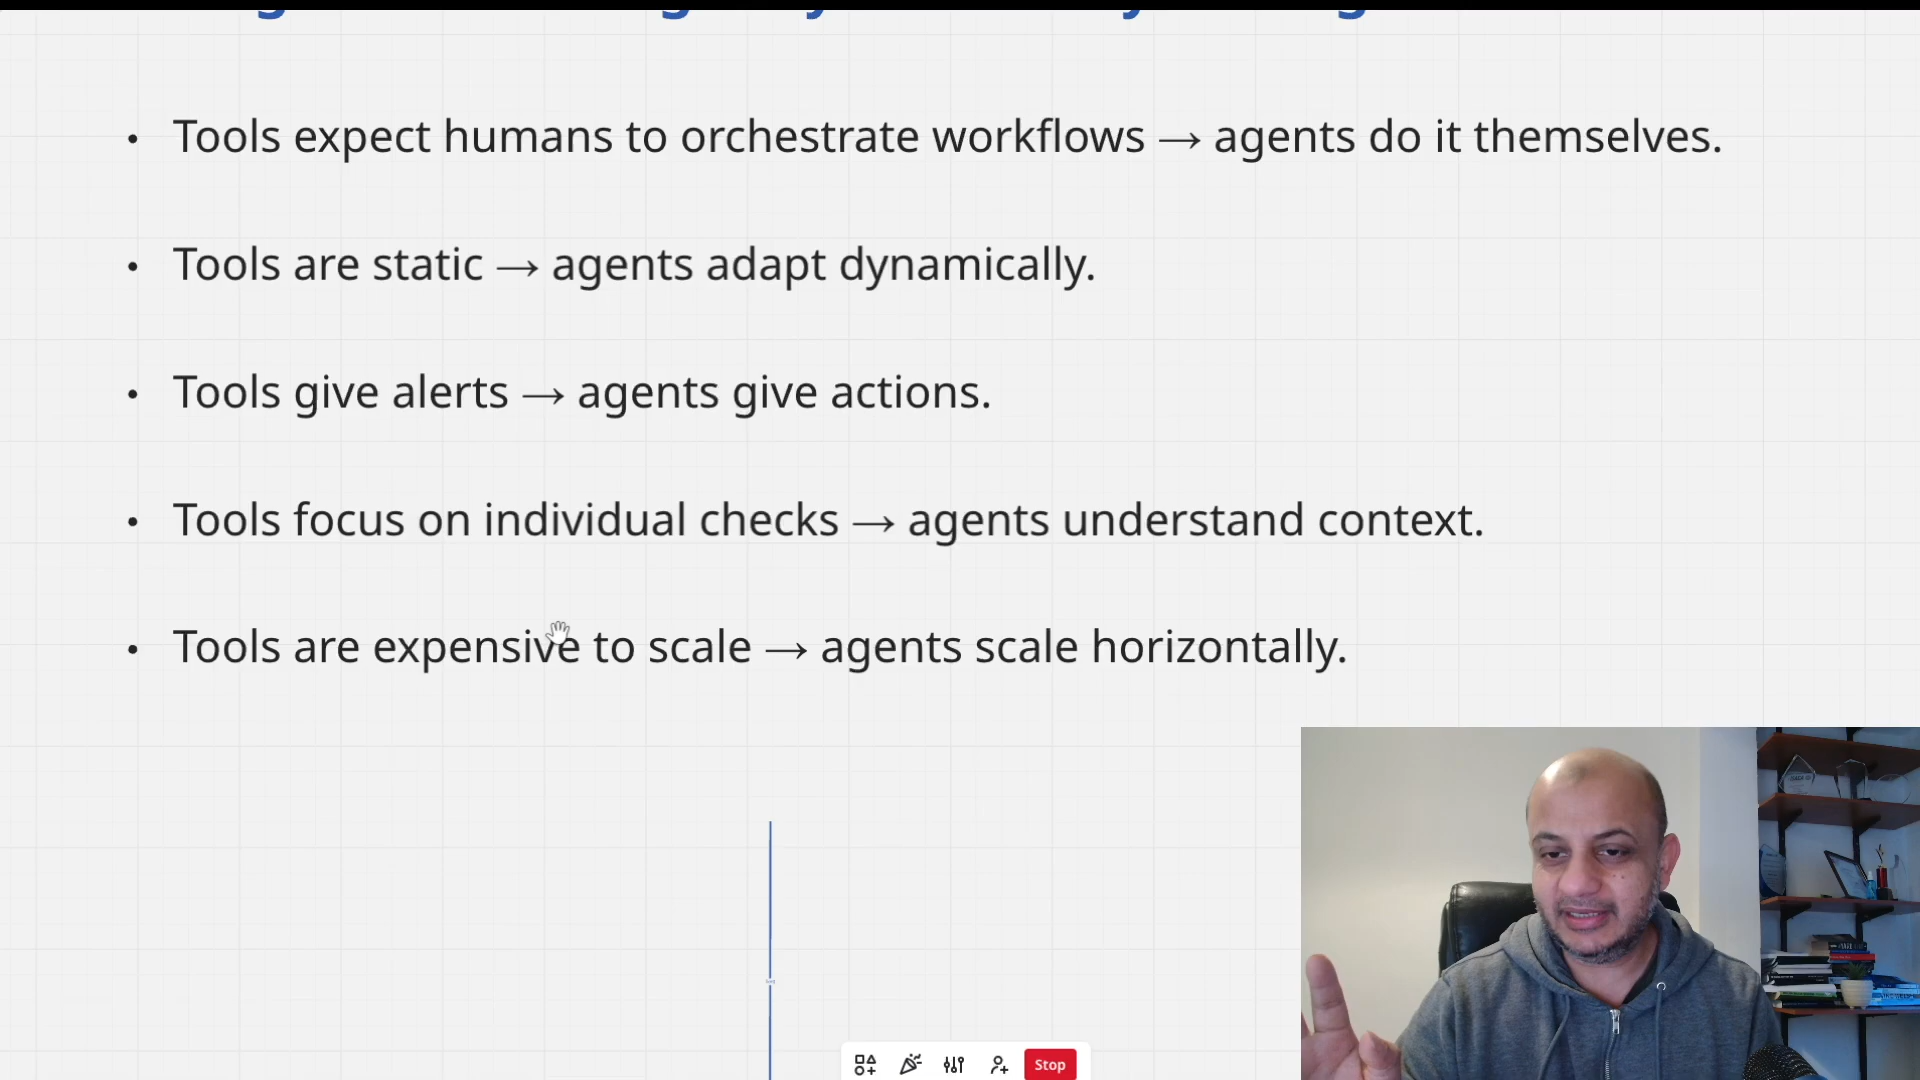 • Tools expect humans to orchestrate workflows → agents do it themselves.
• Tools are static → agents adapt dynamically.
• Tools give alerts → agents give actions.
• Tools focus on individual checks → agents understand context.
• Tools are expensive to scale → agents scale horizontally.
Stop